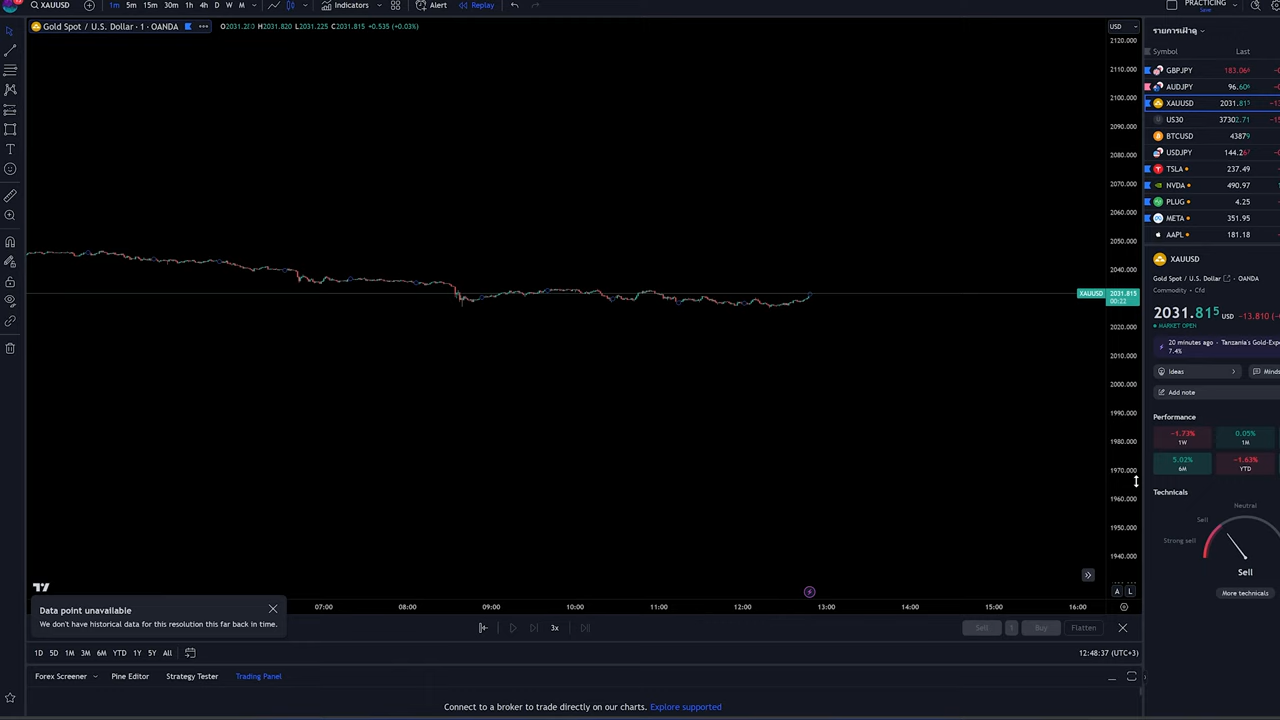 XAUUSD 1m 5m 15m 30m 1h 4h D W M Indicators Alert Replay PRACTICING
Save
Gold Spot / U.S. Dollar · 1 · OANDA O2031.280 H2031.820 L2031.225 C2031.815 +0.535 (+0.03%)
USD
2120.000
2110.000
2100.000
2090.000
2080.000
2070.000
2060.000
2050.000
2040.000
XAUUSD 2031.815
00:22
2020.000
2010.000
2000.000
1990.000
1980.000
1970.000
1960.000
1950.000
1940.000
A L
07:00 08:00 09:00 10:00 11:00 12:00 13:00 14:00 15:00 16:00
Data point unavailable
We don't have historical data for this resolution this far back in time.
3x Sell Buy Flatten
1D 5D 1M 3M 6M YTD 1Y 5Y All 12:48:37 (UTC+3)
Forex Screener Pine Editor Strategy Tester Trading Panel
Connect to a broker to trade directly on our charts. Explore supported
รายการเฝ้าดู
Symbol Last
GBPJPY 183.066
AUDJPY 96.606
XAUUSD 2031.815
US30 37302.71
BTCUSD 43879
USDJPY 144.267
TSLA 237.49
NVDA 490.97
PLUG 4.25
META 351.95
AAPL 181.18
XAUUSD
Gold Spot / U.S. Dollar · OANDA
Commodity · Cfd
2031.815 USD -13.810
MARKET OPEN
20 minutes ago · Tanzania's Gold-Exp
7.4%
Ideas Minds
Add note
Performance
-1.73% 0.05%
1W 1M
5.02% -1.63%
6M YTD
Technicals
Neutral
Sell
Strong sell
Sell
More technicals